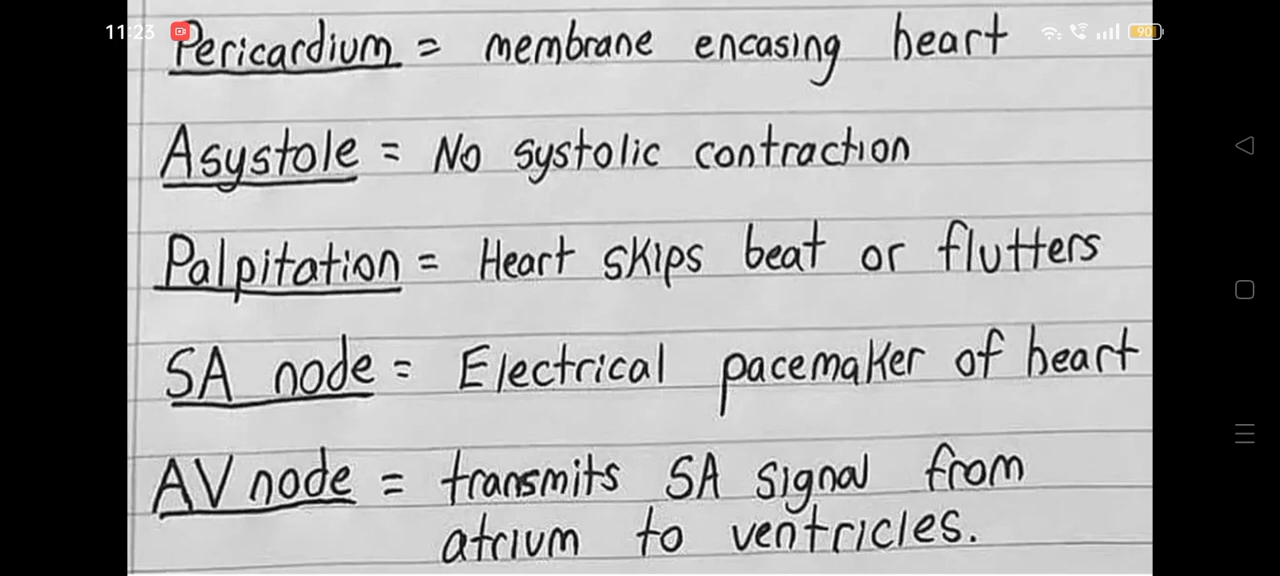 11:23
90
Pericardium = membrane encasing heart
Asystole = No systolic contraction
Palpitation = Heart skips beat or flutters
SA node = Electrical pacemaker of heart
AV node = transmits SA signal from
atrium to ventricles.